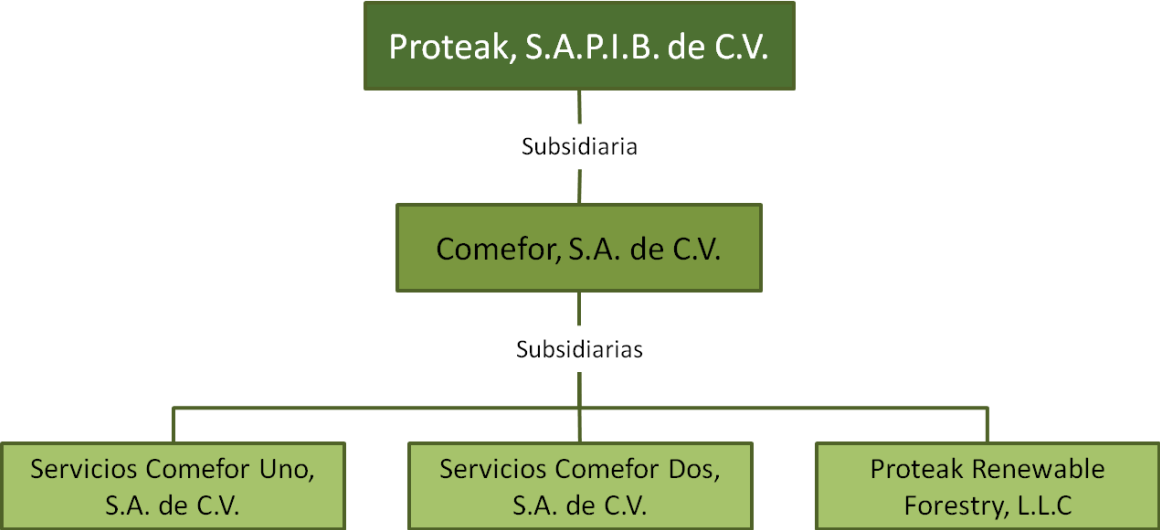 Proteak, S.A.P.I.B. de C.V.
Subsidiaria
Comefor, S.A. de C.V.
Subsidiarias
Servicios Comefor Uno,
S.A. de C.V.
Servicios Comefor Dos,
S.A. de C.V.
Proteak Renewable
Forestry, L.L.C